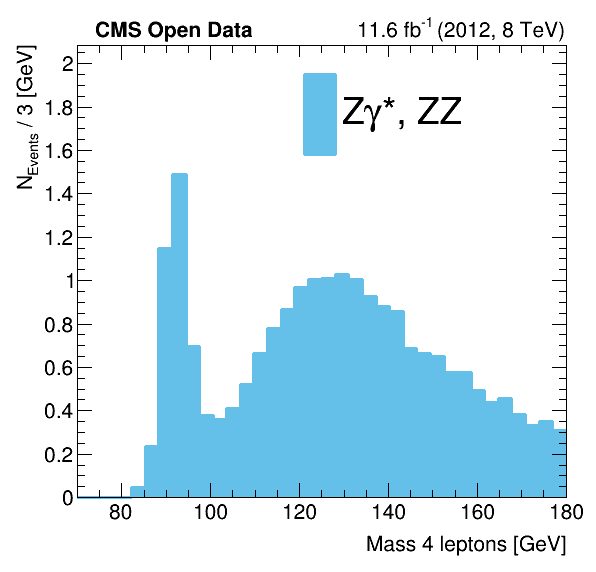 CMS Open Data
11.6 fb⁻¹ (2012, 8 TeV)
N_Events / 3 [GeV]
2
1.8
1.6
1.4
1.2
1
0.8
0.6
0.4
0.2
0
Zγ*, ZZ
80 100 120 140 160 180
Mass 4 leptons [GeV]